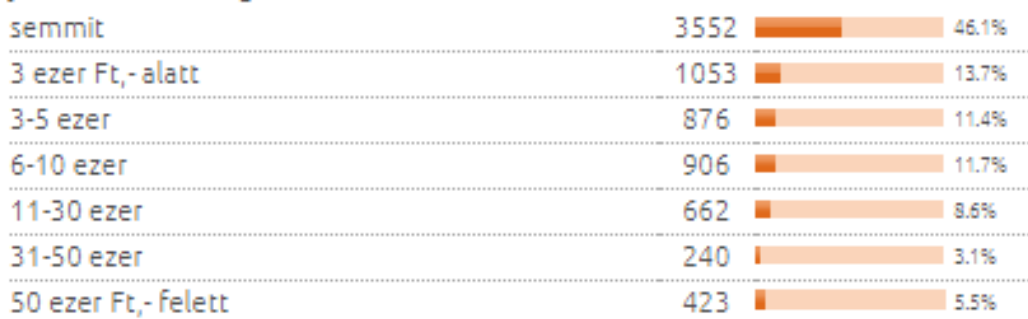 semmit 3552 46.1%
3 ezer Ft,- alatt 1053 13.7%
3-5 ezer 876 11.4%
6-10 ezer 906 11.7%
11-30 ezer 662 8.6%
31-50 ezer 240 3.1%
50 ezer Ft,- felett 423 5.5%